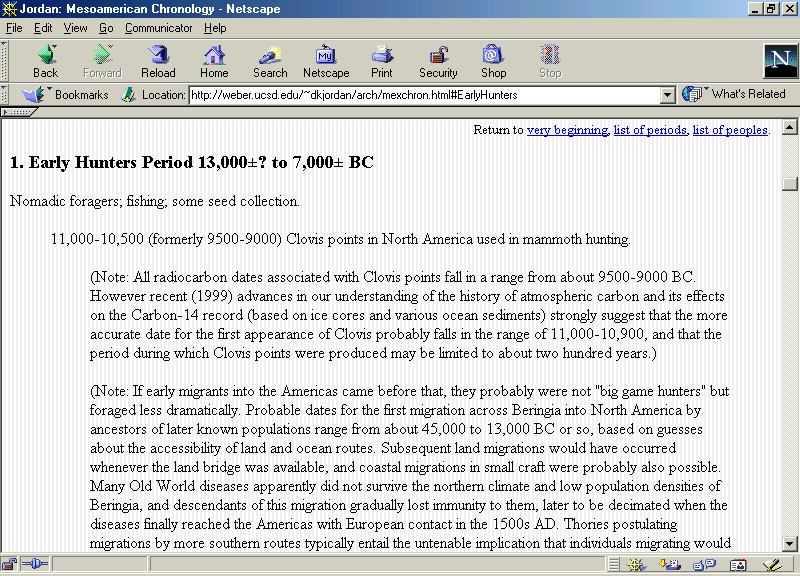 Jordan: Mesoamerican Chronology - Netscape
File Edit View Go Communicator Help
Back Forward Reload Home Search Netscape Print Security Shop Stop
My
N
Bookmarks Location: http://weber.ucsd.edu/~dkjordan/arch/mexchron.html#EarlyHunters What's Related
Return to very beginning, list of periods, list of peoples.
1. Early Hunters Period 13,000±? to 7,000± BC
Nomadic foragers; fishing; some seed collection.
11,000-10,500 (formerly 9500-9000) Clovis points in North America used in mammoth hunting.
(Note: All radiocarbon dates associated with Clovis points fall in a range from about 9500-9000 BC.
However recent (1999) advances in our understanding of the history of atmospheric carbon and its effects
on the Carbon-14 record (based on ice cores and various ocean sediments) strongly suggest that the more
accurate date for the first appearance of Clovis probably falls in the range of 11,000-10,900, and that the
period during which Clovis points were produced may be limited to about two hundred years.)
(Note: If early migrants into the Americas came before that, they probably were not "big game hunters" but
foraged less dramatically. Probable dates for the first migration across Beringia into North America by
ancestors of later known populations range from about 45,000 to 13,000 BC or so, based on guesses
about the accessibility of land and ocean routes. Subsequent land migrations would have occurred
whenever the land bridge was available, and coastal migrations in small craft were probably also possible.
Many Old World diseases apparently did not survive the northern climate and low population densities of
Beringia, and descendants of this migration gradually lost immunity to them, later to be decimated when the
diseases finally reached the Americas with European contact in the 1500s AD. Thories postulating
migrations by more southern routes typically entail the untenable implication that individuals migrating would